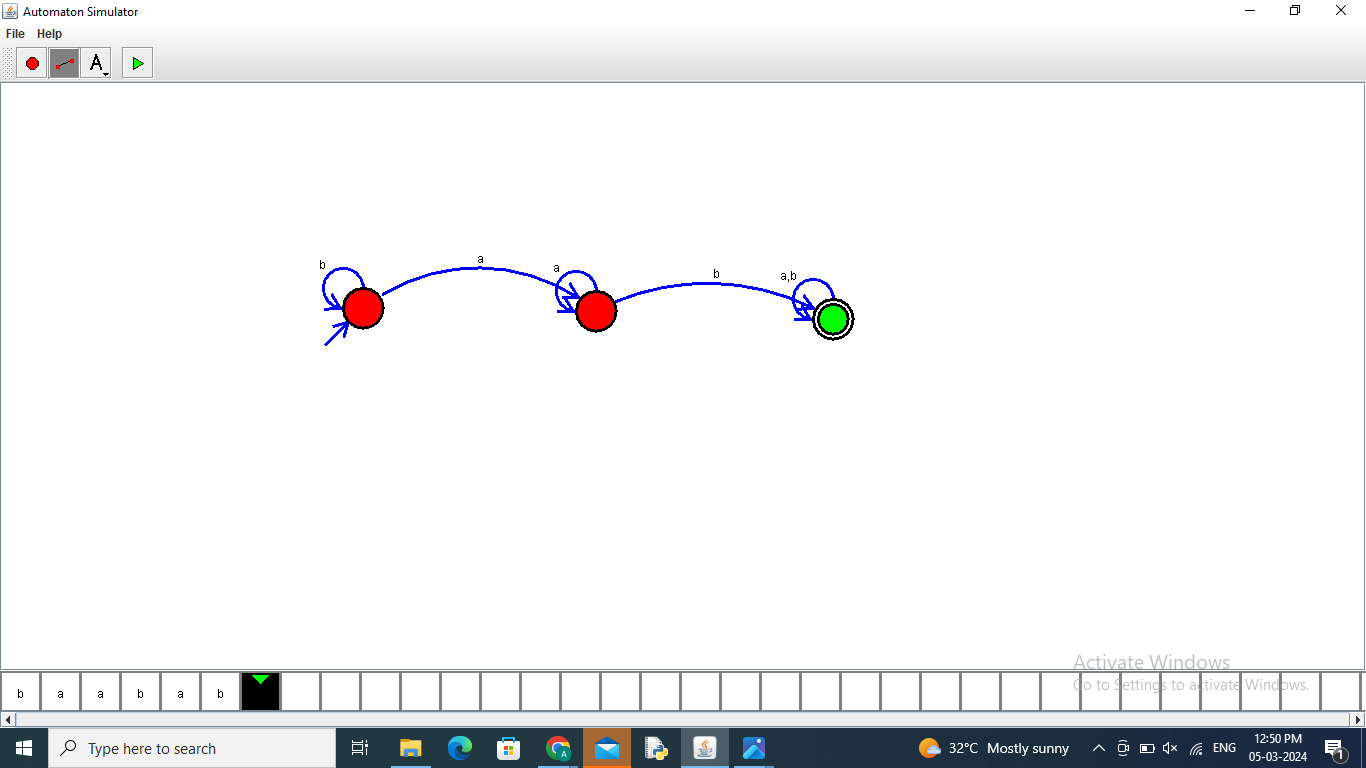 Automaton Simulator
File Help
A
b
a
a
b
a,b
b a a b a b
Activate Windows
Go to Settings to activate Windows.
Type here to search
32°C Mostly sunny
ENG
12:50 PM
05-03-2024
1